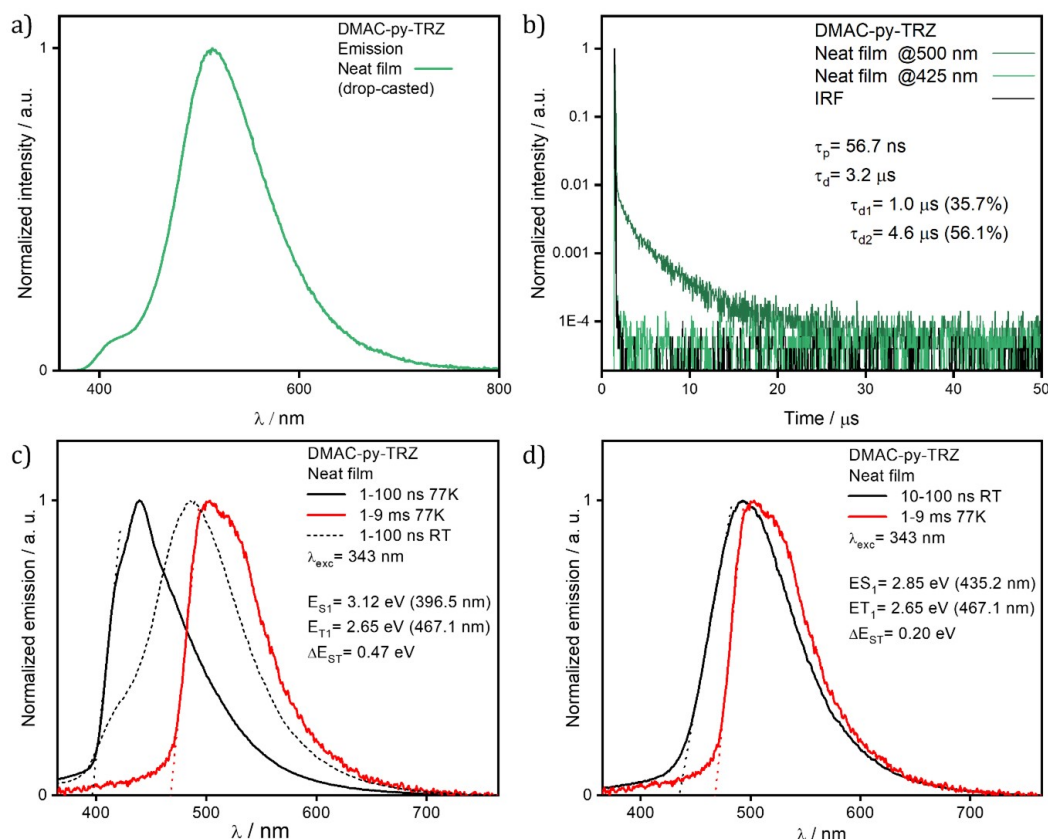 a)
DMAC-py-TRZ
Emission
Neat film
(drop-casted)
Normalized intensity / a.u.
1
0
400
600
800
λ / nm
b)
DMAC-py-TRZ
Neat film @500 nm
Neat film @425 nm
IRF
τp= 56.7 ns
τd= 3.2 μs
τd1= 1.0 μs (35.7%)
τd2= 4.6 μs (56.1%)
Normalized intensity / a.u.
1
0.1
0.01
0.001
1E-4
0
10
20
30
40
50
Time / μs
c)
DMAC-py-TRZ
Neat film
1-100 ns 77K
1-9 ms 77K
1-100 ns RT
λexc= 343 nm
ES1= 3.12 eV (396.5 nm)
ET1= 2.65 eV (467.1 nm)
ΔEST= 0.47 eV
Normalized emission / a. u.
1
0
400
500
600
700
λ / nm
d)
DMAC-py-TRZ
Neat film
10-100 ns RT
1-9 ms 77K
λexc= 343 nm
ES1= 2.85 eV (435.2 nm)
ET1= 2.65 eV (467.1 nm)
ΔEST= 0.20 eV
Normalized emission / a. u.
1
0
400
500
600
700
λ / nm